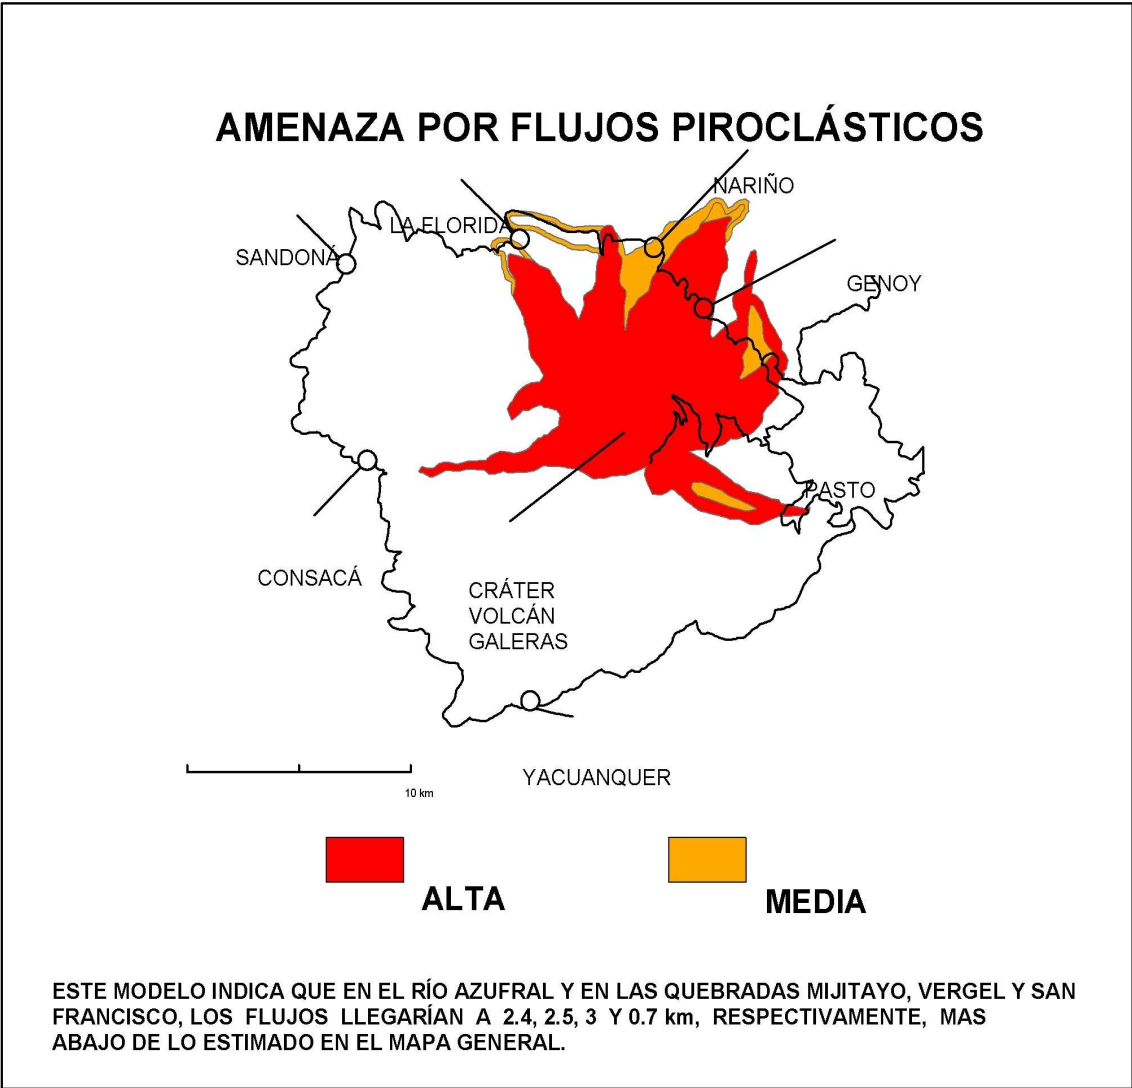 AMENAZA POR FLUJOS PIROCLÁSTICOS
NARIÑO
LA FLORIDA
SANDONÁ
GENOY
PASTO
CONSACÁ
CRÁTER
VOLCÁN
GALERAS
YACUANQUER
10 km
ALTA
MEDIA
ESTE MODELO INDICA QUE EN EL RÍO AZUFRAL Y EN LAS QUEBRADAS MIJITAYO, VERGEL Y SAN
FRANCISCO, LOS FLUJOS LLEGARÍAN A 2.4, 2.5, 3 Y 0.7 km, RESPECTIVAMENTE, MAS
ABAJO DE LO ESTIMADO EN EL MAPA GENERAL.